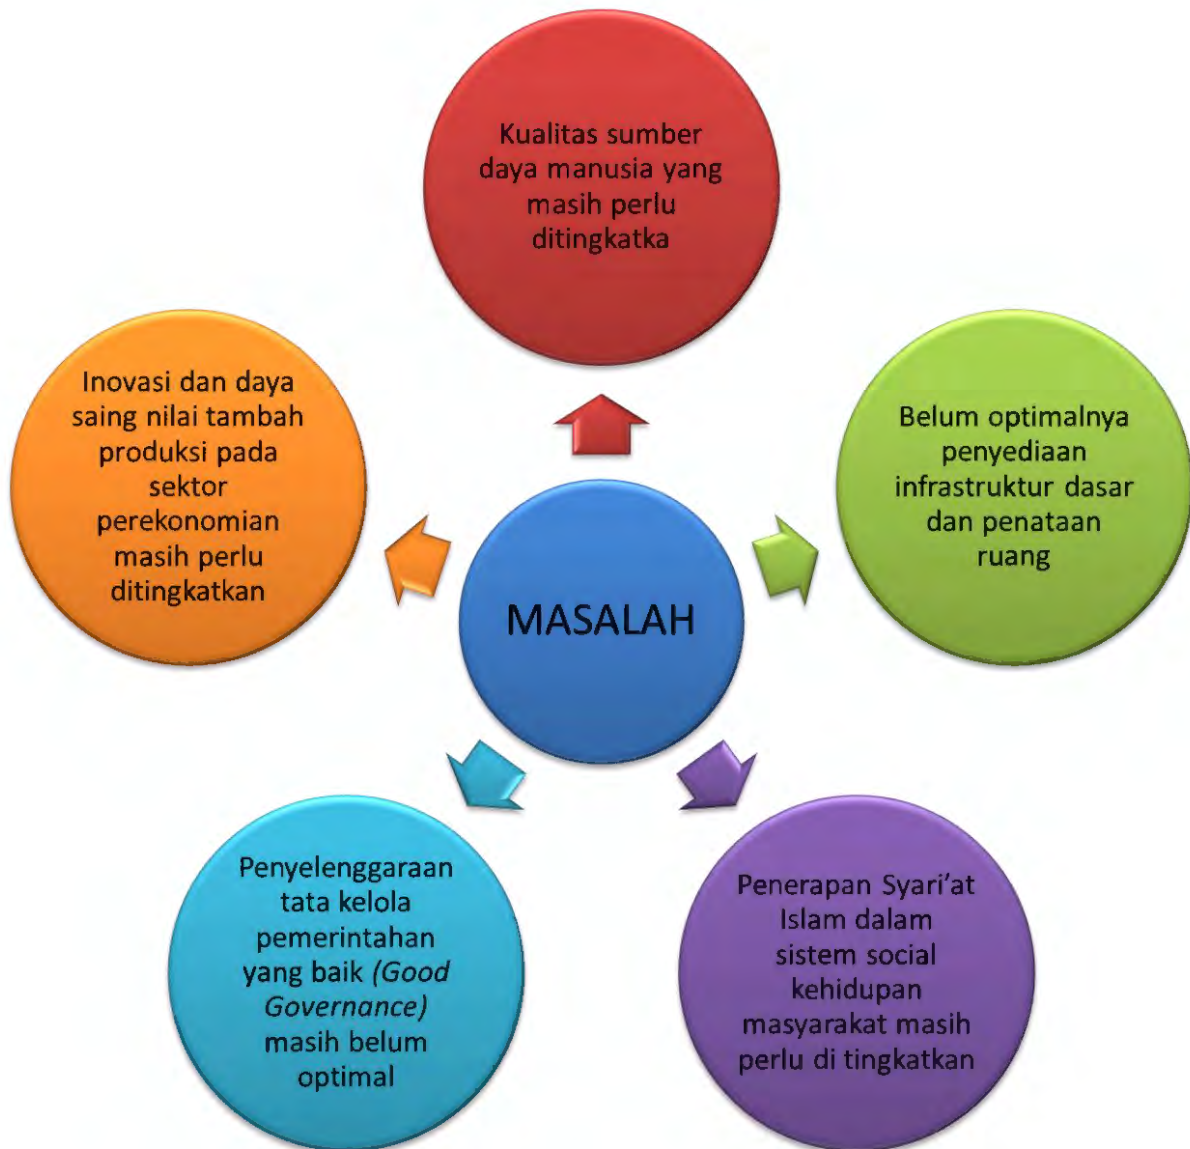 Kualitas sumber
daya manusia yang
masih perlu
ditingkatka
Inovasi dan daya
saing nilai tambah
produksi pada
sektor
perekonomian
masih perlu
ditingkatkan
Belum optimalnya
penyediaan
infrastruktur dasar
dan penataan
ruang
MASALAH
Penyelenggaraan
tata kelola
pemerintahan
yang baik (Good
Governance)
masih belum
optimal
Penerapan Syari’at
Islam dalam
sistem social
kehidupan
masyarakat masih
perlu di tingkatkan